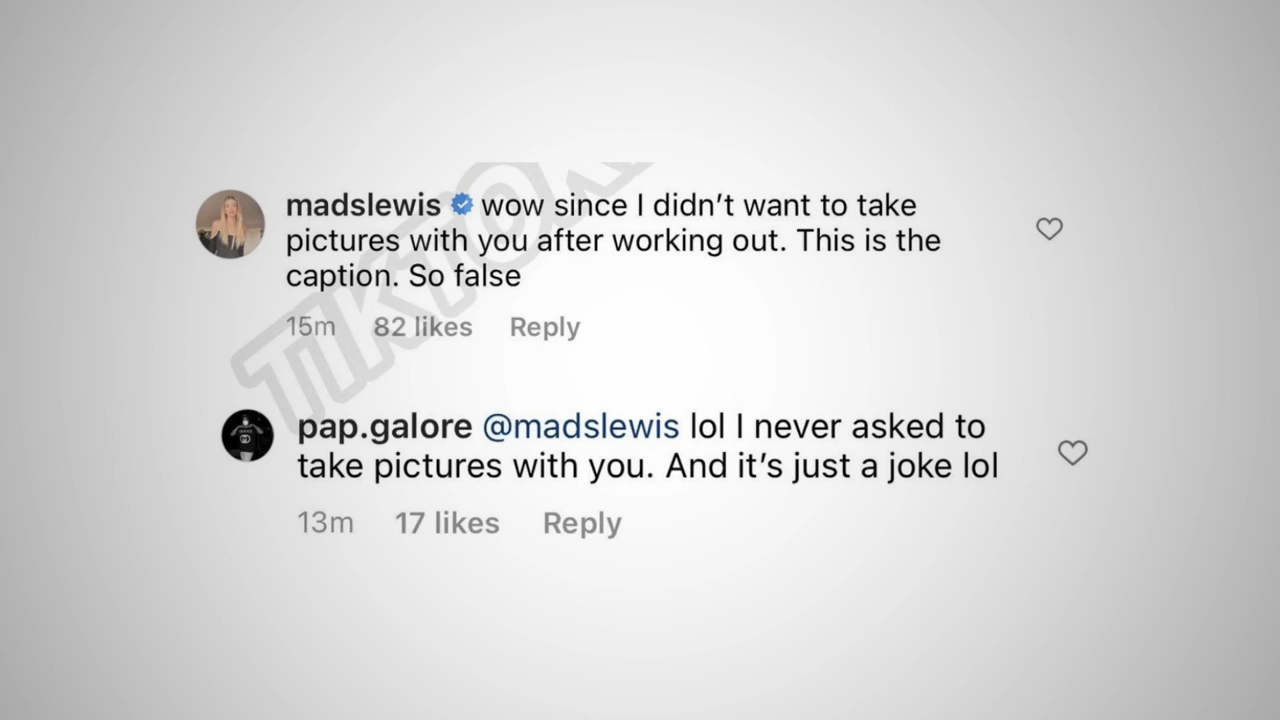 madslewis wow since I didn’t want to take
pictures with you after working out. This is the
caption. So false
15m 82 likes Reply
pap.galore @madslewis lol I never asked to
take pictures with you. And it’s just a joke lol
13m 17 likes Reply
TIKTOK